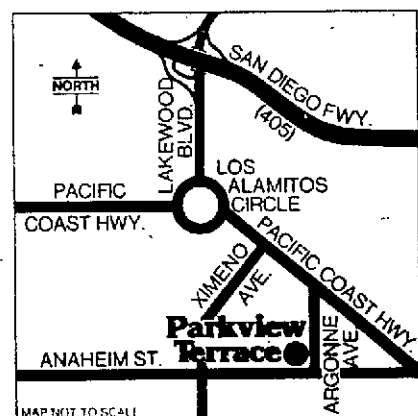 SAN DIEGO FWY.
(405)
NORTH
LAKEWOOD
BLVD.
LOS
ALAMITOS
CIRCLE
PACIFIC
COAST HWY.
PACIFIC COAST HWY.
XIMENO
AVE.
Parkview
Terrace
ARGONNE
AVE.
ANAHEIM ST.
MAP NOT TO SCALE